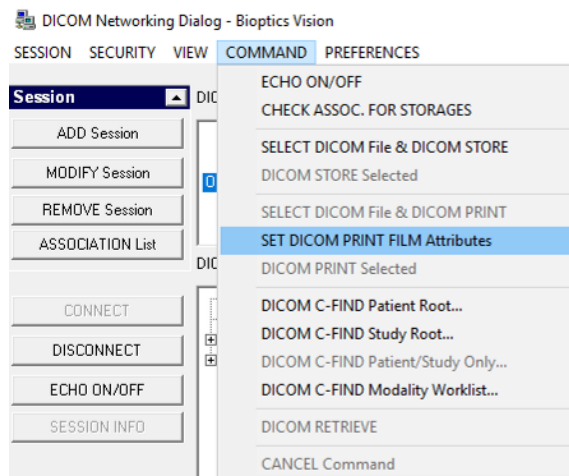 DICOM Networking Dialog - Bioptics Vision
SESSION SECURITY VIEW COMMAND PREFERENCES
Session
ADD Session
MODIFY Session
REMOVE Session
ASSOCIATION List
CONNECT
DISCONNECT
ECHO ON/OFF
SESSION INFO
ECHO ON/OFF
CHECK ASSOC. FOR STORAGES
SELECT DICOM File & DICOM STORE
DICOM STORE Selected
SELECT DICOM File & DICOM PRINT
SET DICOM PRINT FILM Attributes
DICOM PRINT Selected
DICOM C-FIND Patient Root...
DICOM C-FIND Study Root...
DICOM C-FIND Patient/Study Only...
DICOM C-FIND Modality Worklist...
DICOM RETRIEVE
CANCEL Command